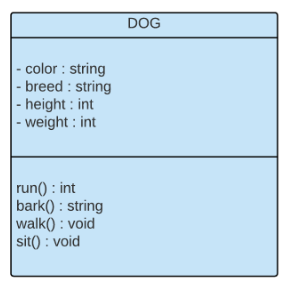 DOG
- color : string
- breed : string
- height : int
- weight : int
run() : int
bark() : string
walk() : void
sit() : void